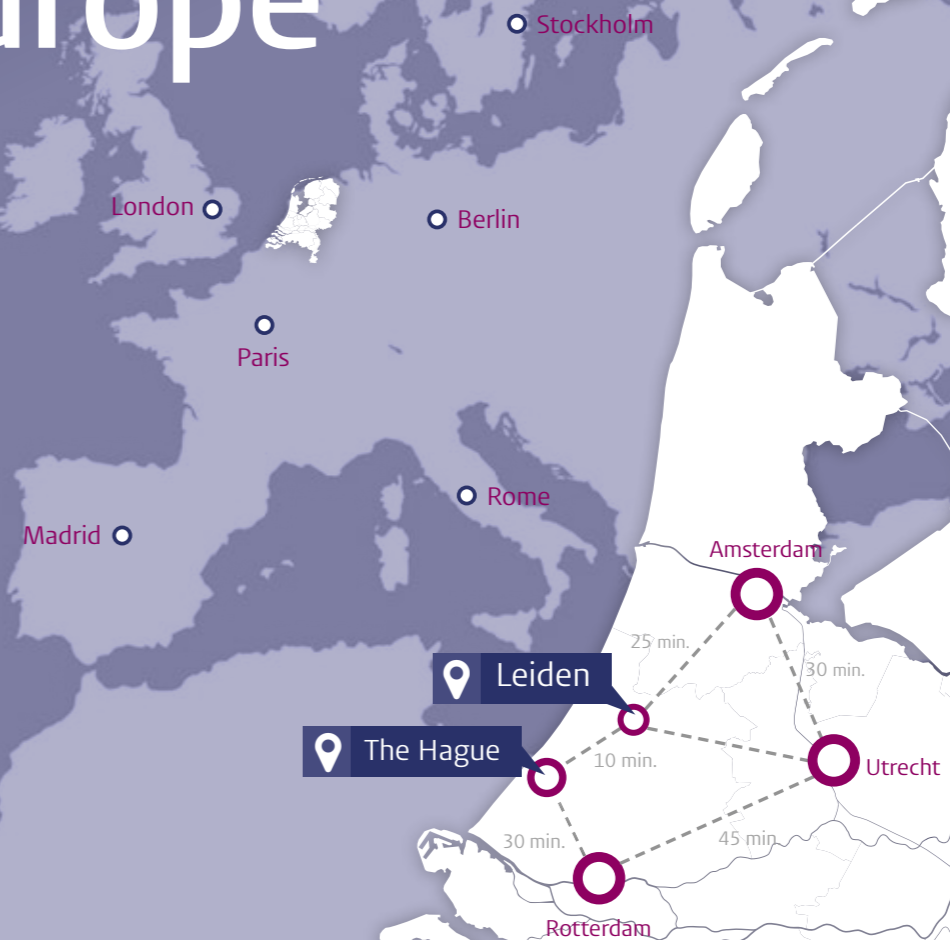 urope
Stockholm
London
Berlin
Paris
Rome
Madrid
Amsterdam
25 min.
30 min.
Leiden
The Hague
10 min.
Utrecht
30 min.
45 min
Rotterdam